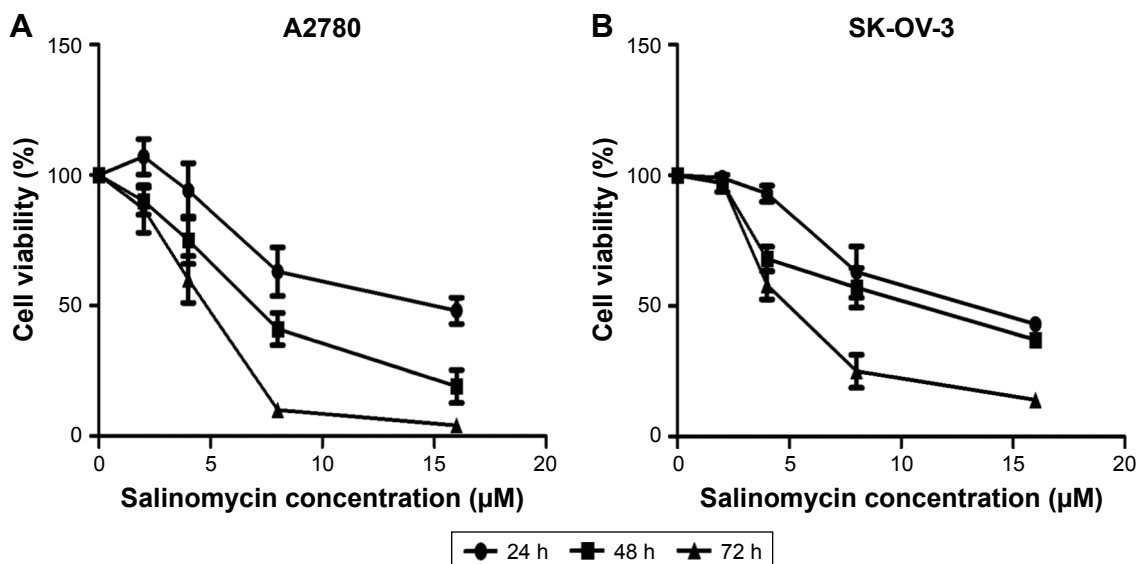 A
A2780
150
100
50
0
Cell viability (%)
0
5
10
15
20
Salinomycin concentration (µM)
B
SK-OV-3
150
100
50
0
Cell viability (%)
0
5
10
15
20
Salinomycin concentration (µM)
24 h 48 h 72 h